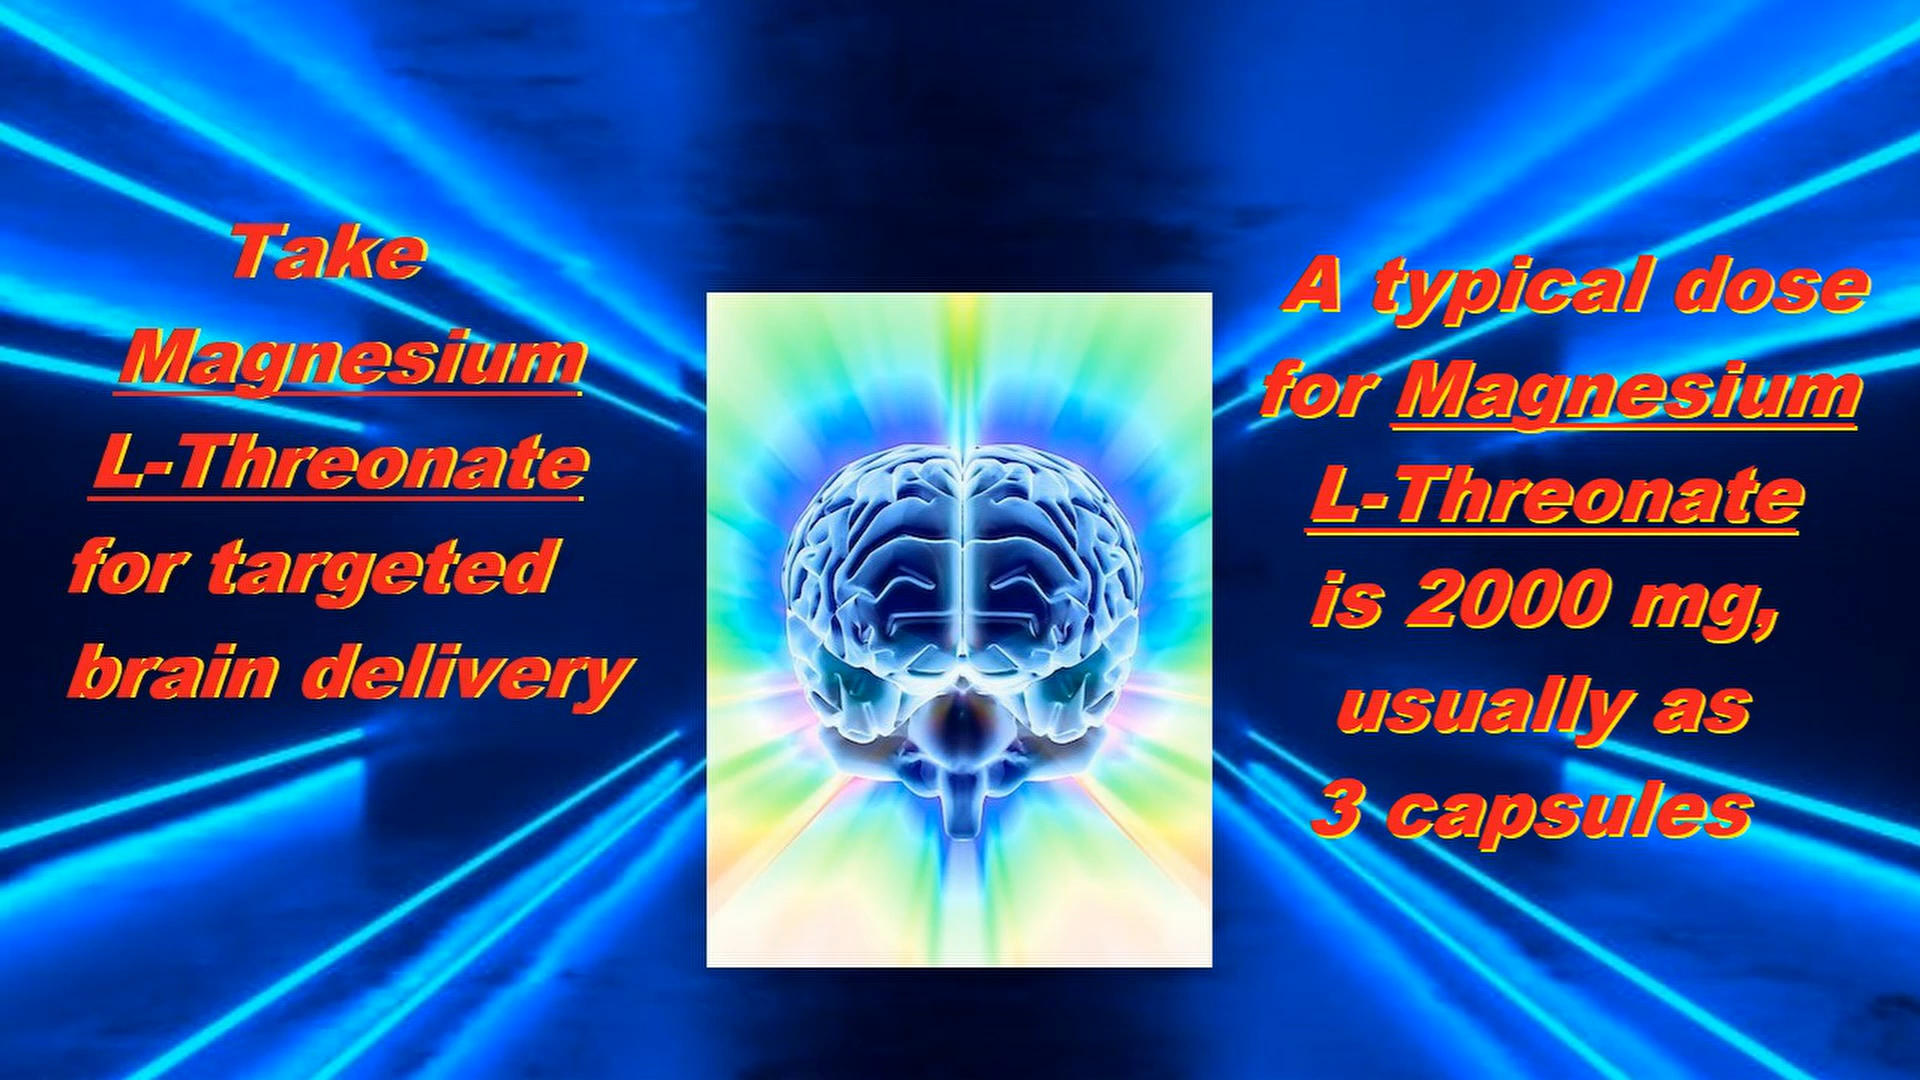 Take
Magnesium
L-Threonate
for targeted
brain delivery
A typical dose
for Magnesium
L-Threonate
is 2000 mg,
usually as
3 capsules